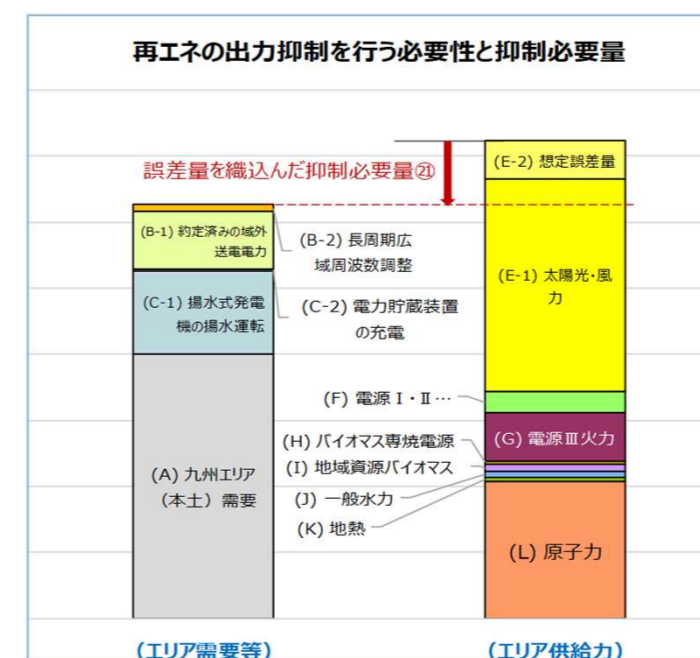 再エネの出力抑制を行う必要性と抑制必要量
誤差量を織込んだ抑制必要量㉑
(B-1) 約定済みの域外
送電電力
(B-2) 長周期広
域周波数調整
(C-1) 揚水式発電
機の揚水運転
(C-2) 電力貯蔵装置
の充電
(A) 九州エリア
(本土)需要
(エリア需要等)
(E-2) 想定誤差量
(E-1) 太陽光・風
力
(F) 電源Ⅰ・Ⅱ…
(G) 電源Ⅲ火力
(H) バイオマス専焼電源
(I) 地域資源バイオマス
(J) 一般水力
(K) 地熱
(L) 原子力
(エリア供給力)